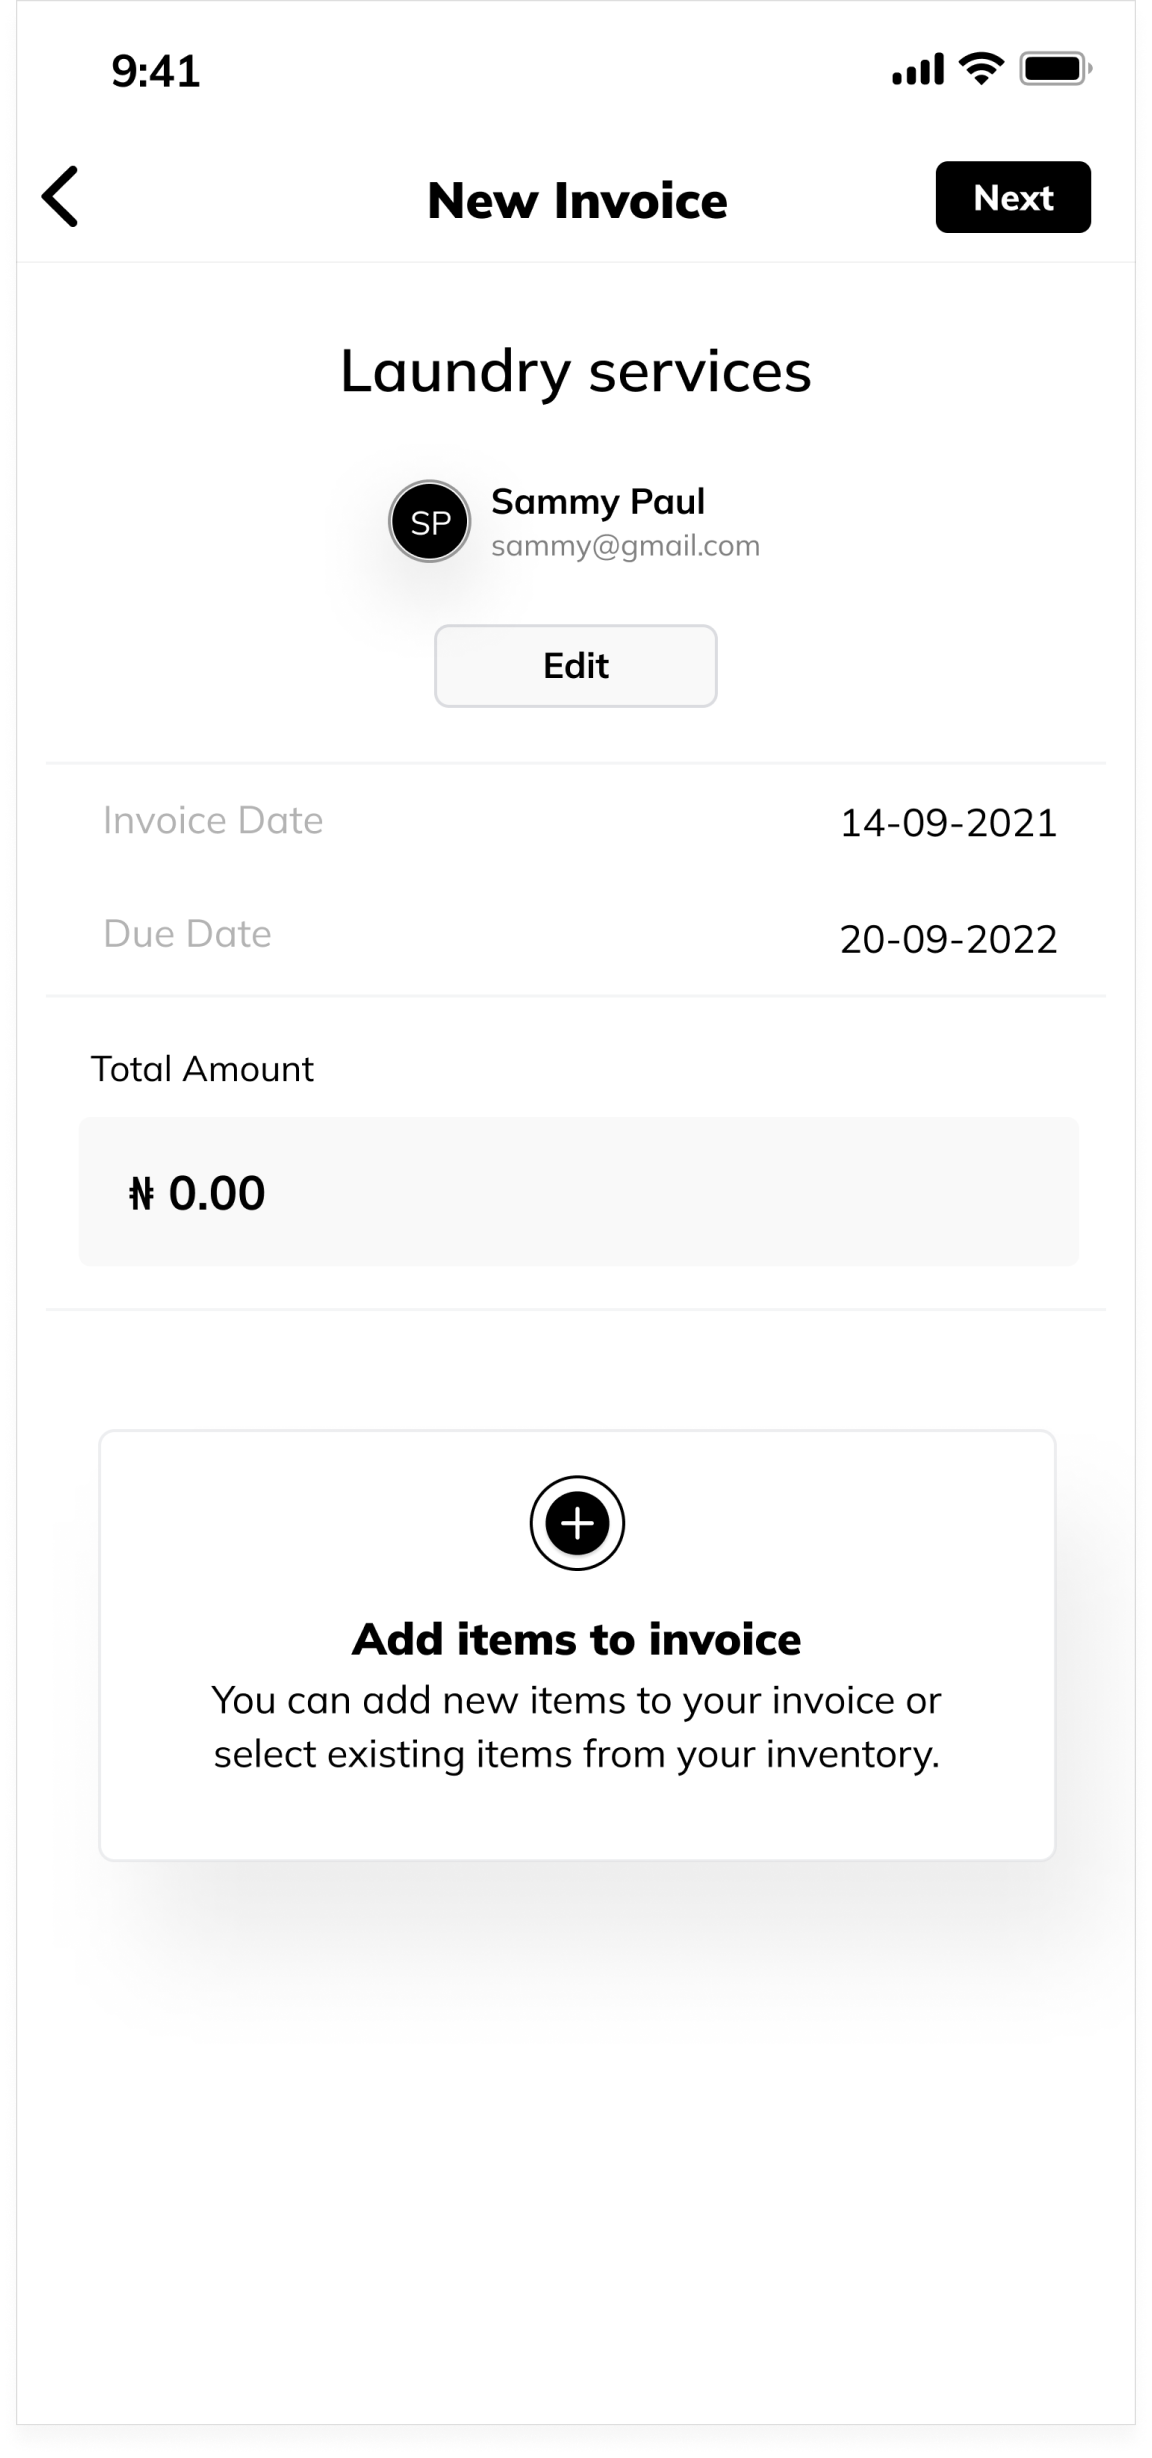 9:41
New Invoice
Next
Laundry services
SP
Sammy Paul
sammy@gmail.com
Edit
Invoice Date
14-09-2021
Due Date
20-09-2022
Total Amount
₦ 0.00
Add items to invoice
You can add new items to your invoice or
select existing items from your inventory.